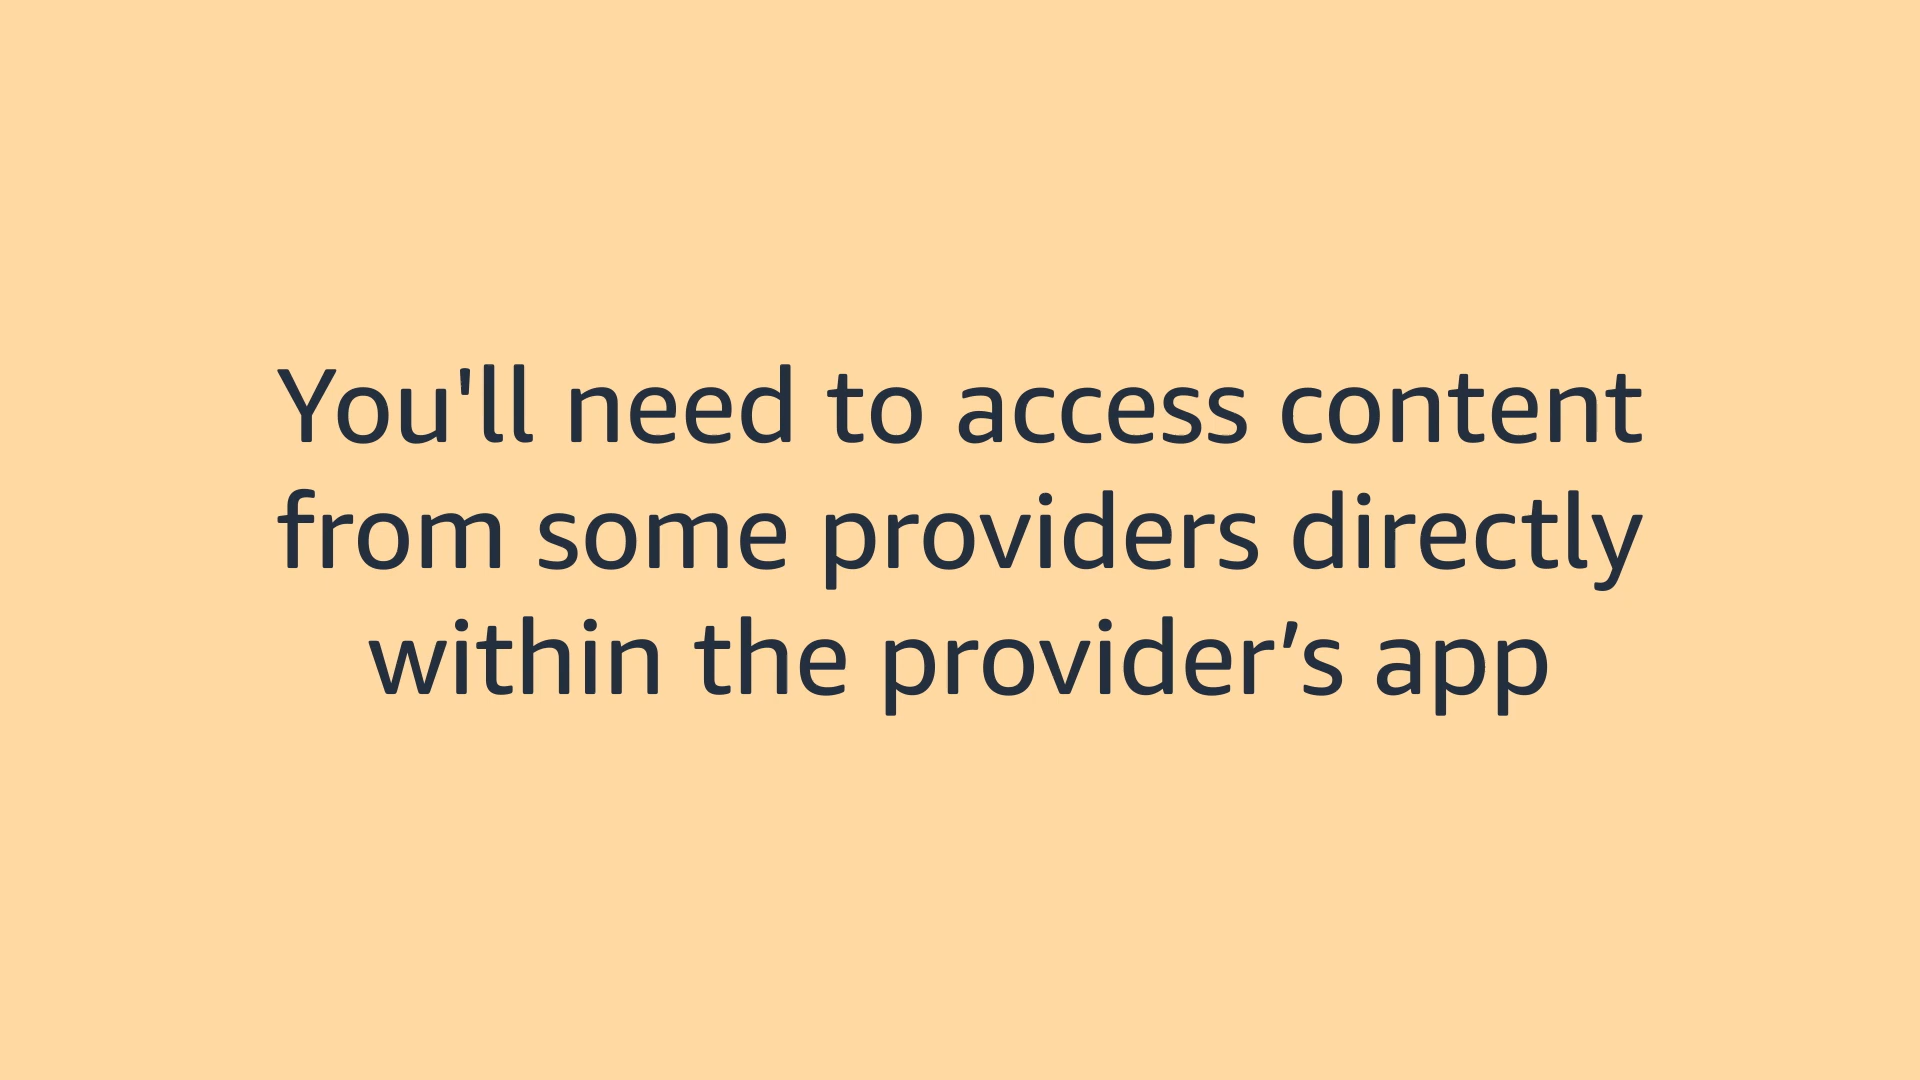 You'll need to access content
from some providers directly
within the provider’s app